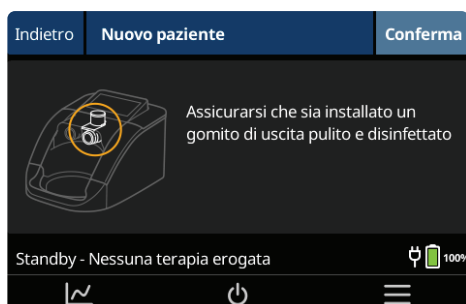 Indietro Nuovo paziente Conferma
Assicurarsi che sia installato un
gomito di uscita pulito e disinfettato
Standby - Nessuna terapia erogata 100%